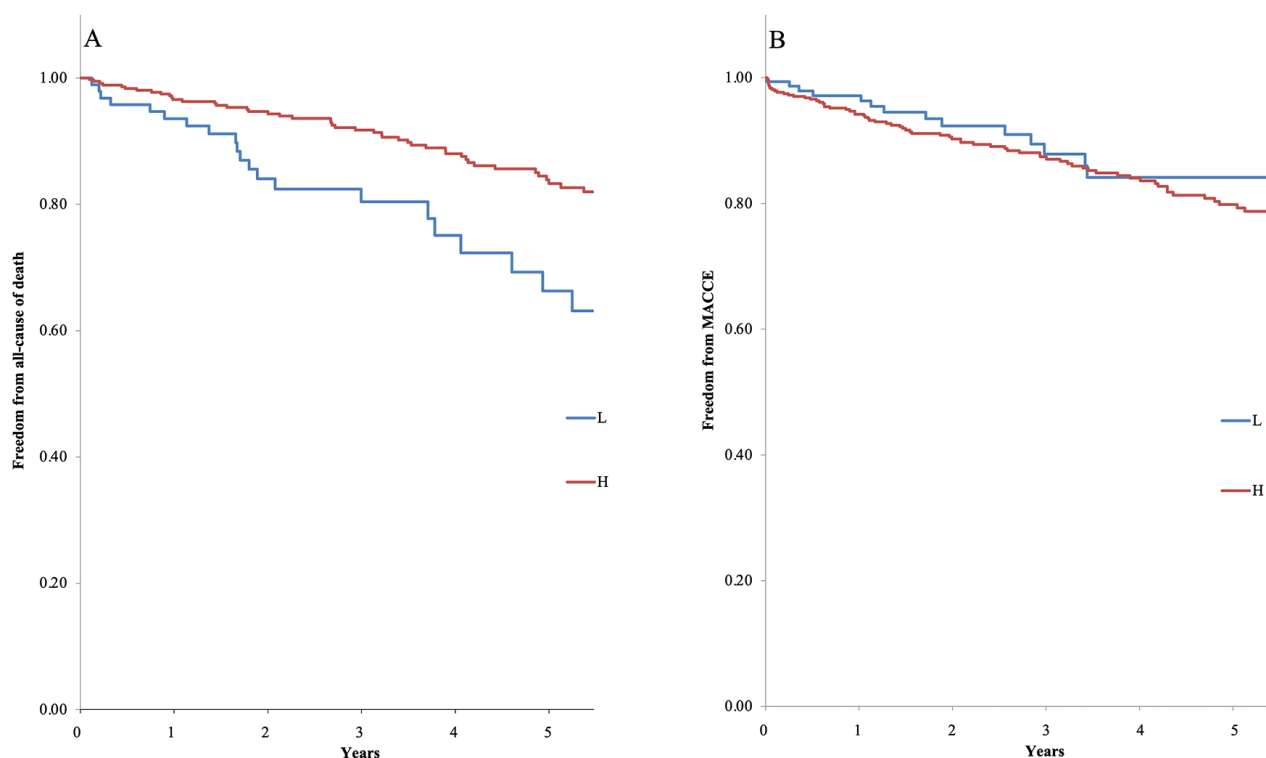 A
Freedom from all-cause of death
1.00
0.80
0.60
0.40
0.20
0.00
0 1 2 3 4 5
Years
L
H
B
Freedom from MACCE
1.00
0.80
0.60
0.40
0.20
0.00
0 1 2 3 4 5
Years
L
H